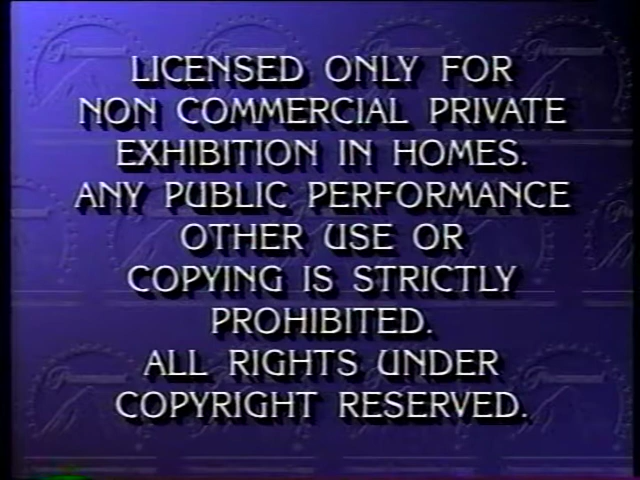 LICENSED ONLY FOR
NON COMMERCIAL PRIVATE
EXHIBITION IN HOMES.
ANY PUBLIC PERFORMANCE
OTHER USE OR
COPYING IS STRICTLY
PROHIBITED.
ALL RIGHTS UNDER
COPYRIGHT RESERVED.